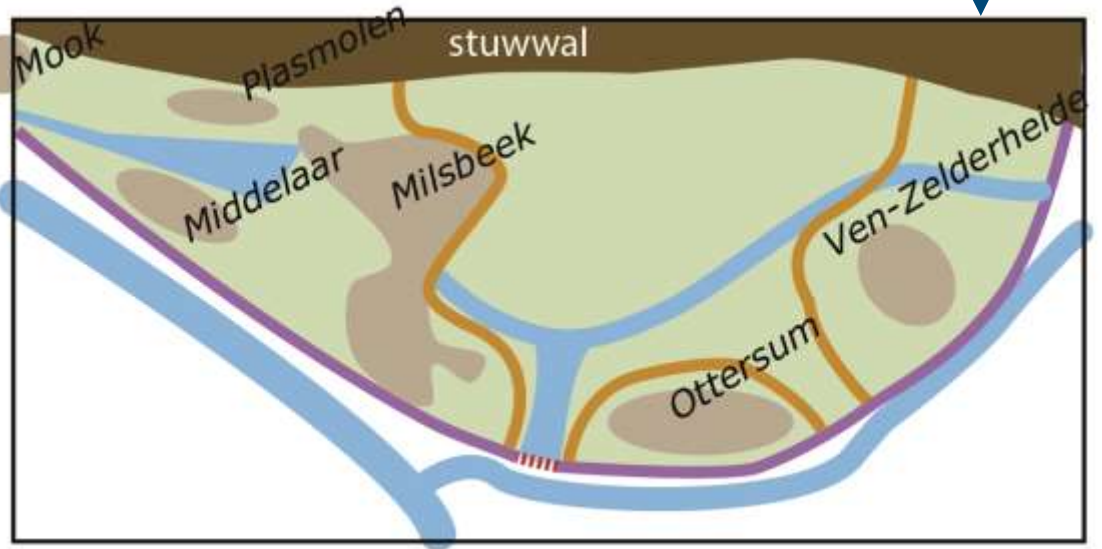 Mook
Plasmolen
stuwwal
Middelaar
Milsbeek
Ven-Zelderheide
Ottersum